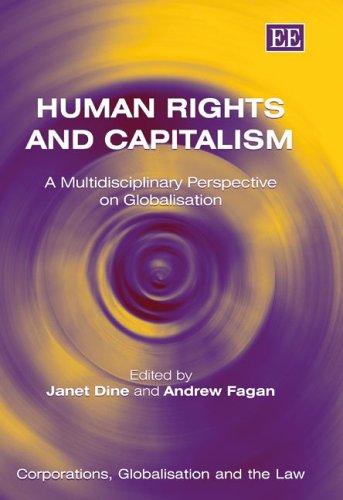 EE
HUMAN RIGHTS
AND CAPITALISM
A Multidisciplinary Perspective
on Globalisation
Edited by
Janet Dine and Andrew Fagan
Corporations, Globalisation and the Law